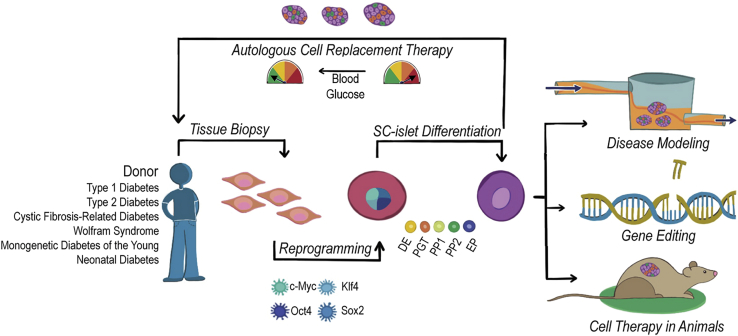 Autologous Cell Replacement Therapy
Blood
Glucose
Tissue Biopsy
SC-islet Differentiation
Donor
Type 1 Diabetes
Type 2 Diabetes
Cystic Fibrosis-Related Diabetes
Wolfram Syndrome
Monogenetic Diabetes of the Young
Neonatal Diabetes
Reprogramming
c-Myc
Klf4
Oct4
Sox2
DE
PGT
PP1
PP2
EP
Disease Modeling
Gene Editing
Cell Therapy in Animals